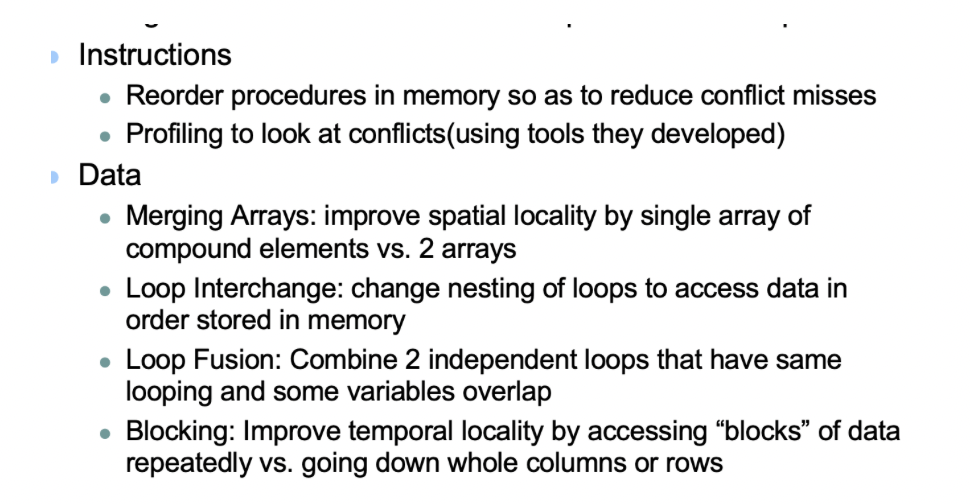 Instructions
Reorder procedures in memory so as to reduce conflict misses
Profiling to look at conflicts(using tools they developed)
Data
Merging Arrays: improve spatial locality by single array of
compound elements vs. 2 arrays
Loop Interchange: change nesting of loops to access data in
order stored in memory
Loop Fusion: Combine 2 independent loops that have same
looping and some variables overlap
Blocking: Improve temporal locality by accessing “blocks” of data
repeatedly vs. going down whole columns or rows